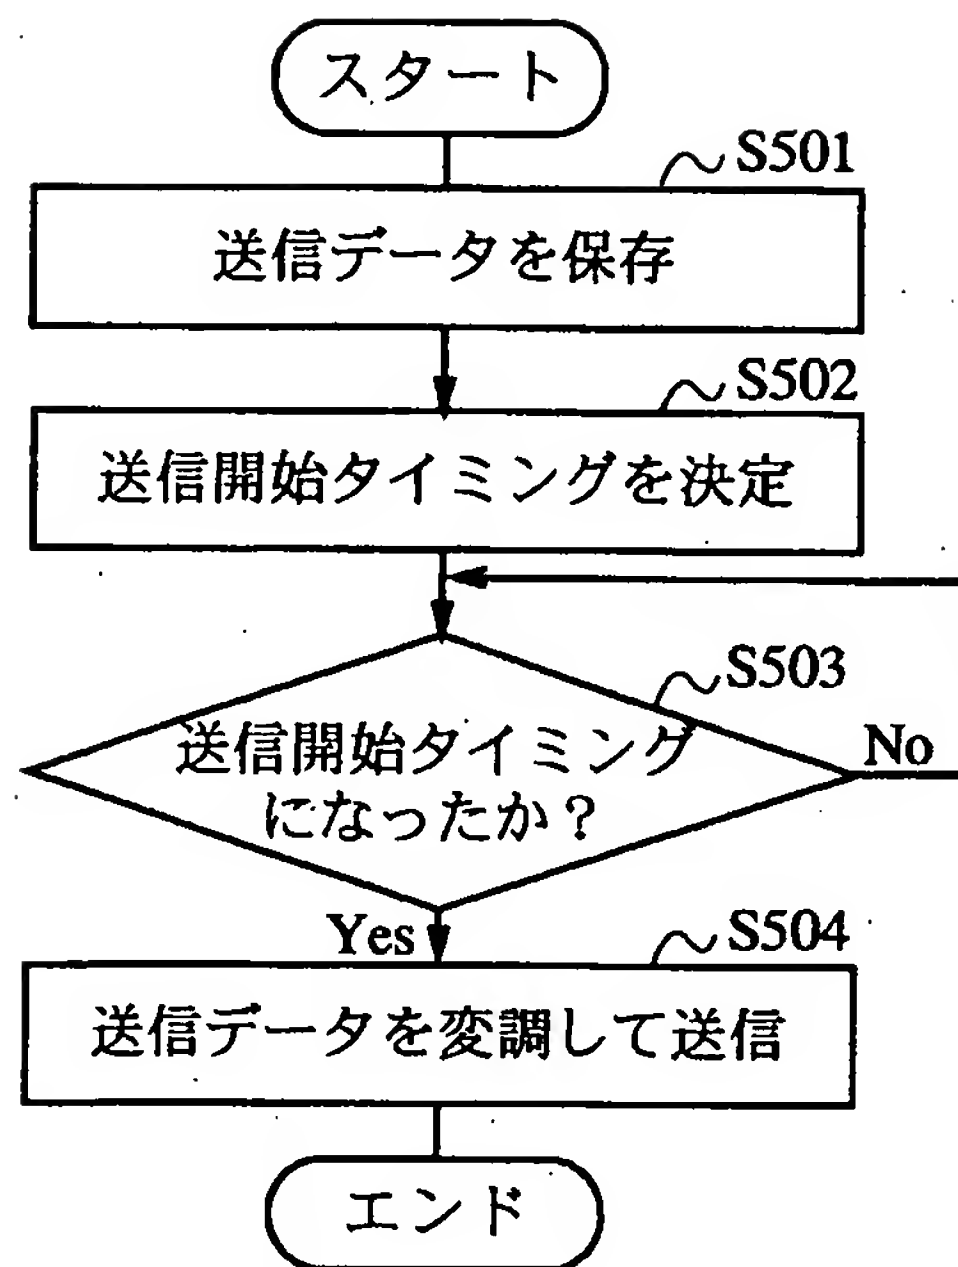 スタート
S501
送信データを保存
S502
送信開始タイミングを決定
S503
送信開始タイミング
になったか？
No
Yes
S504
送信データを変調して送信
エンド